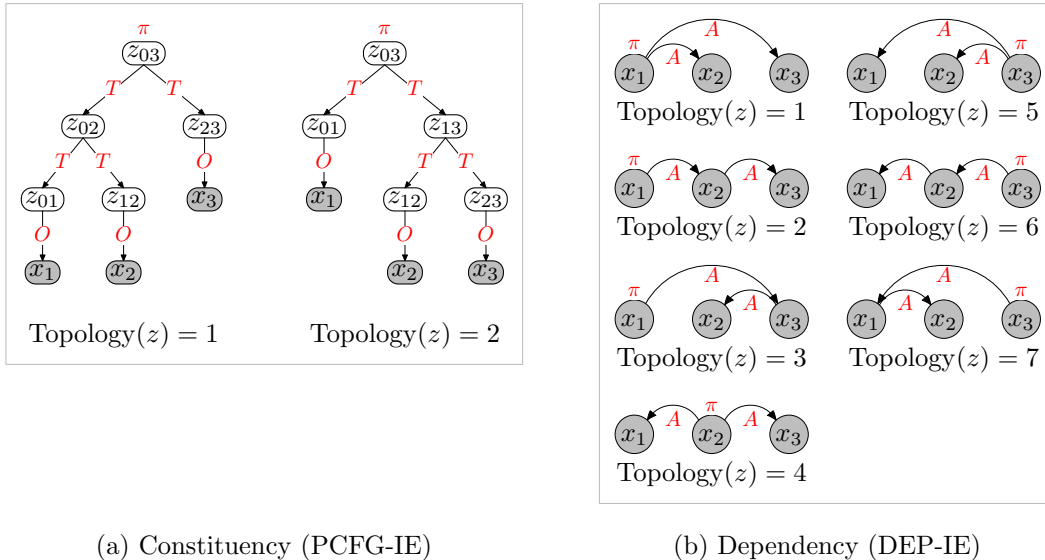 π π
z03 z03
T T T T
z02 z23 z01 z13
T T O O T T
z01 z12 x3 x1 z12 z23
O O O O
x1 x2 x2 x3
Topology(z) = 1 Topology(z) = 2
(a) Constituency (PCFG-IE)
A A
π A A π
x1 x2 x3 x1 x2 x3
Topology(z) = 1 Topology(z) = 5
π A A A A π
x1 x2 x3 x1 x2 x3
Topology(z) = 2 Topology(z) = 6
A A
π A A π
x1 x2 x3 x1 x2 x3
Topology(z) = 3 Topology(z) = 7
A π A
x1 x2 x3
Topology(z) = 4
(b) Dependency (DEP-IE)